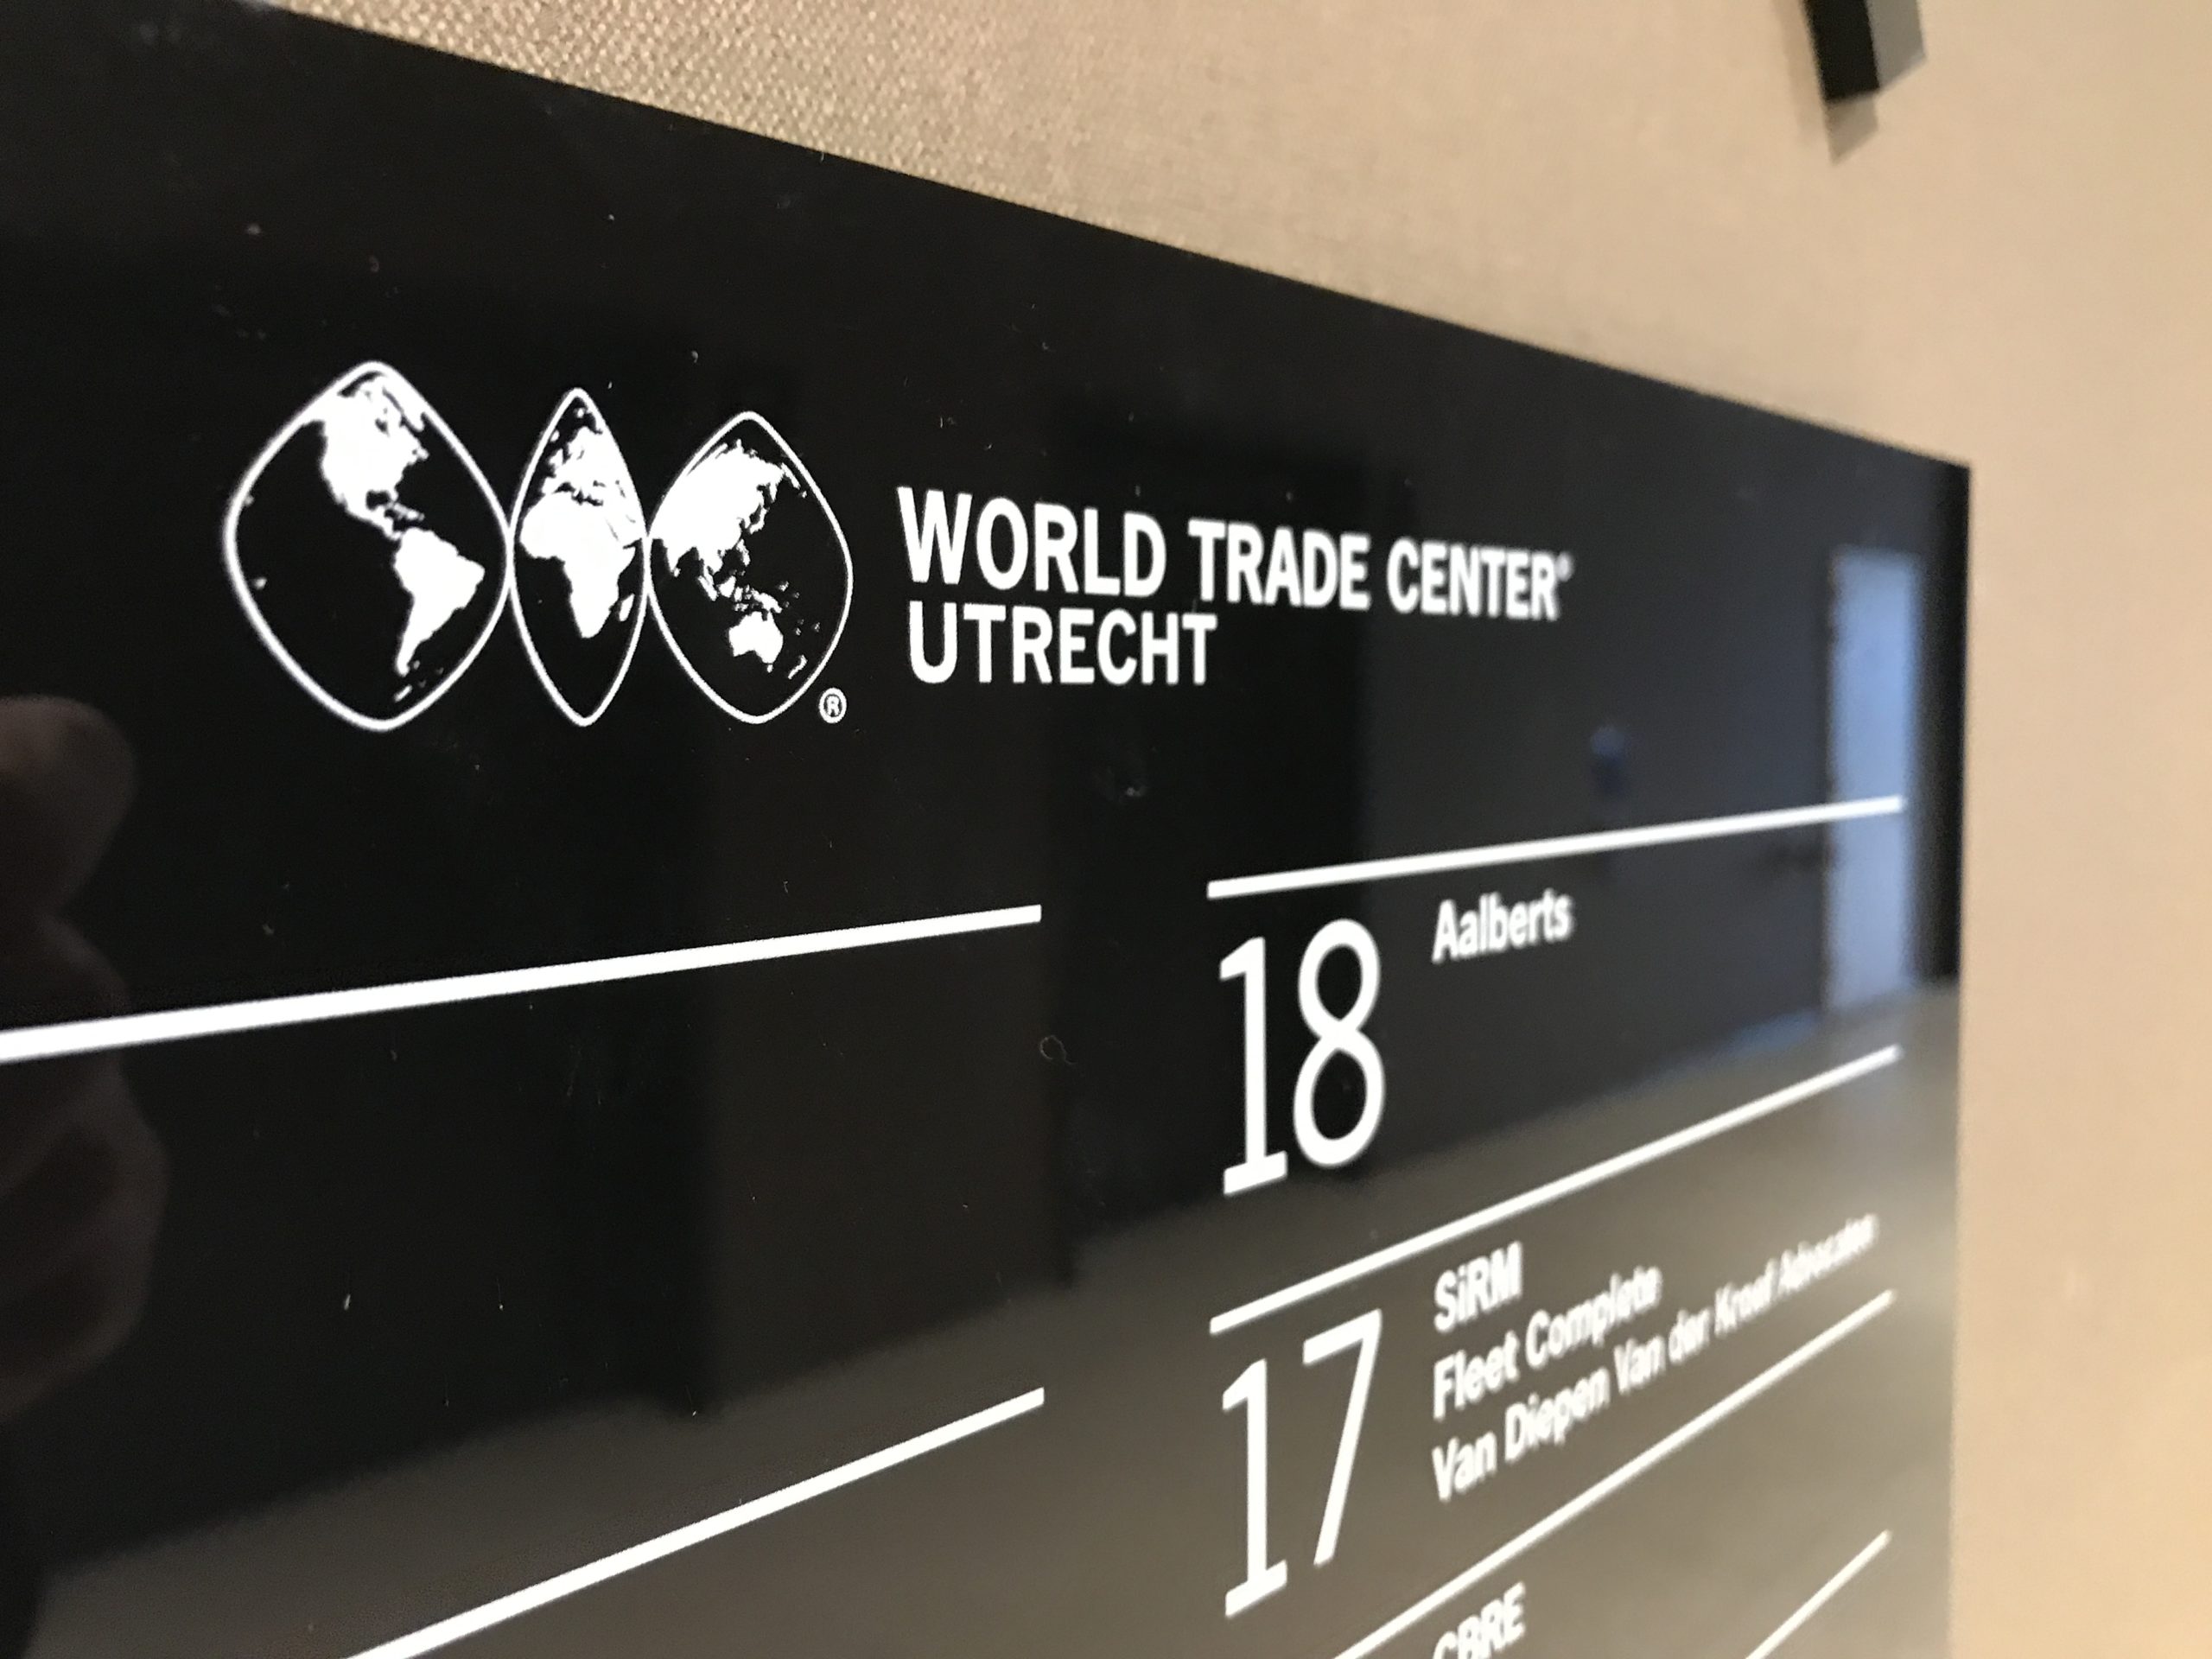 WORLD TRADE CENTER®
UTRECHT
®
18
Aalberts
17
SiRM
Fleet Complete
Van Diepen Van der Kroef Advocaten
CBRE